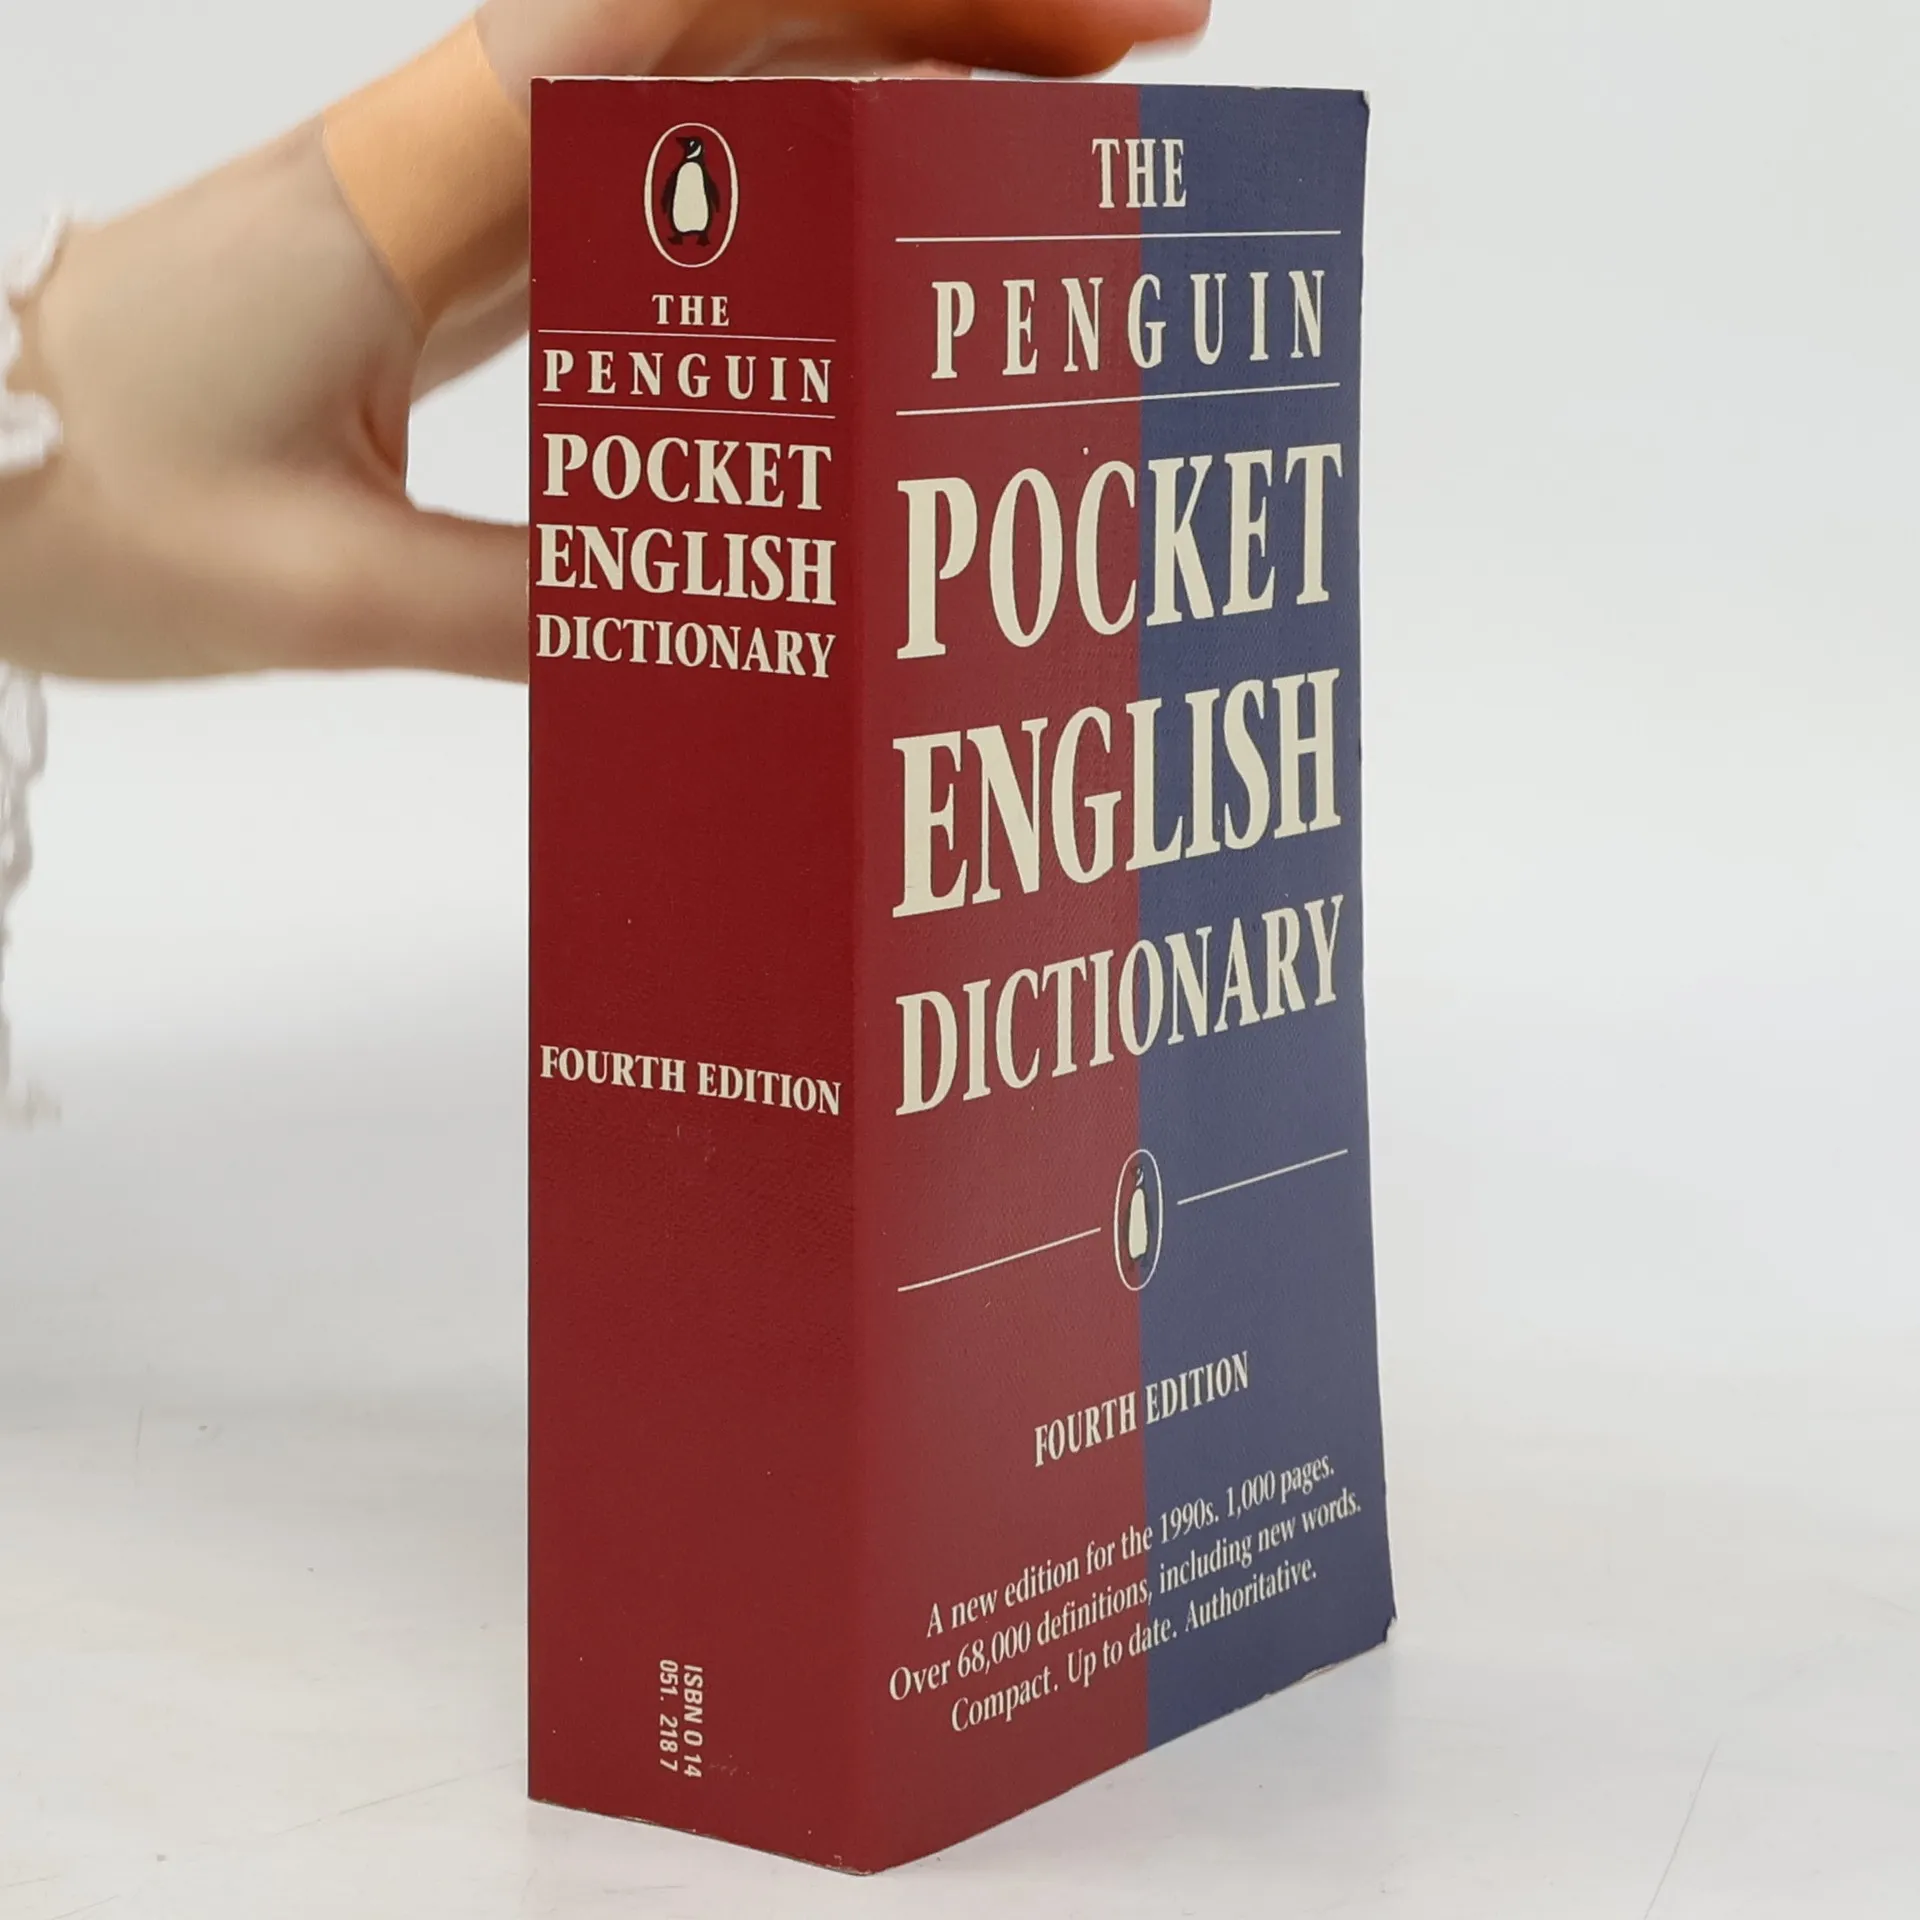 THE
PENGUIN
POCKET
ENGLISH
DICTIONARY
FOURTH EDITION
ISBN 0 14
051. 218 7
THE
PENGUIN
POCKET
ENGLISH
DICTIONARY
FOURTH EDITION
A new edition for the 1990s. 1,000 pages.
Over 68,000 definitions, including new words.
Compact. Up to date. Authoritative.